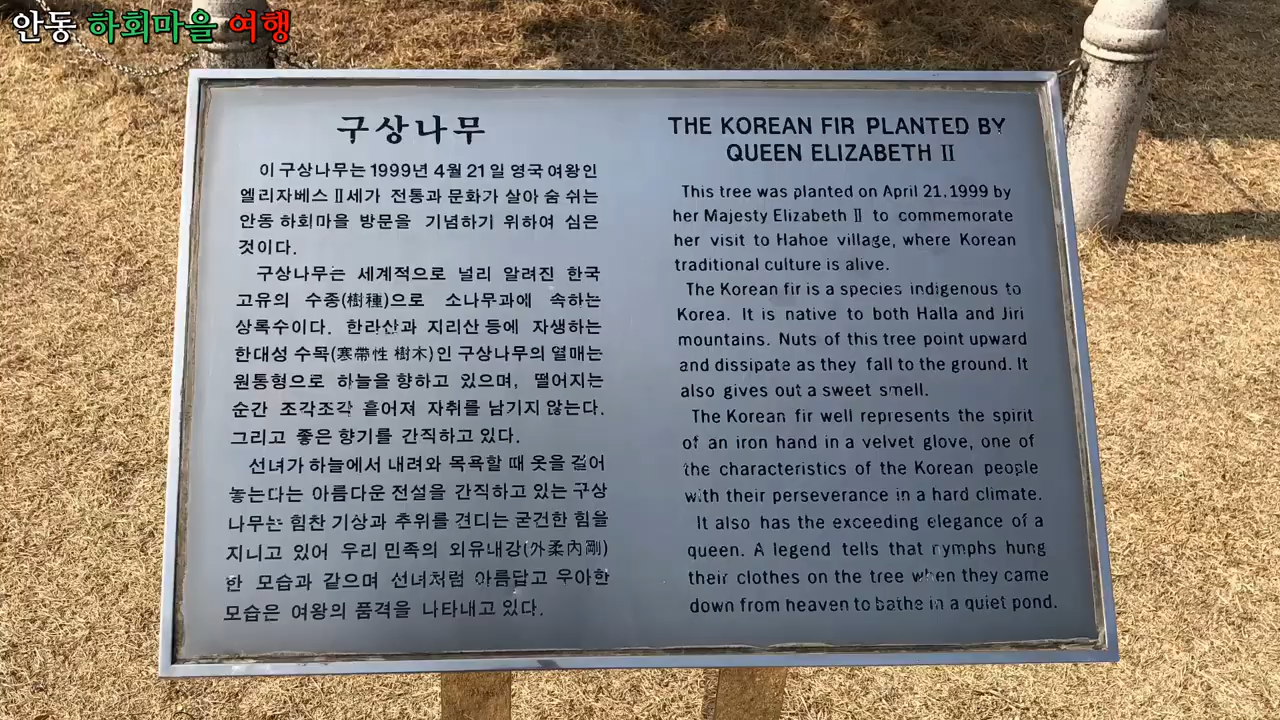 안동 하회마을 여행
구상나무
이 구상나무는 1999년 4월 21일 영국 여왕인
엘리자베스 Ⅱ세가 전통과 문화가 살아 숨 쉬는
안동 하회마을 방문을 기념하기 위하여 심은
것이다.
구상나무는 세계적으로 널리 알려진 한국
고유의 수종(樹種)으로 소나무과에 속하는
상록수이다. 한라산과 지리산 등에 자생하는
한대성 수목(寒帶性 樹木)인 구상나무의 열매는
원통형으로 하늘을 향하고 있으며, 떨어지는
순간 조각조각 흩어져 자취를 남기지 않는다.
그리고 좋은 향기를 간직하고 있다.
선녀가 하늘에서 내려와 목욕할 때 옷을 걸어
놓는다는 아름다운 전설을 간직하고 있는 구상
나무는 힘찬 기상과 추위를 견디는 굳건한 힘을
지니고 있어 우리 민족의 외유내강(外柔內剛)
한 모습과 같으며 선녀처럼 아름답고 우아한
모습은 여왕의 품격을 나타내고 있다.
THE KOREAN FIR PLANTED BY
QUEEN ELIZABETH Ⅱ
This tree was planted on April 21. 1999 by
her Majesty Elizabeth Ⅱ to commemorate
her visit to Hahoe village, where Korean
traditional culture is alive.
The Korean fir is a species indigenous to
Korea. It is native to both Halla and Jiri
mountains. Nuts of this tree point upward
and dissipate as they fall to the ground. It
also gives out a sweet smell.
The Korean fir well represents the spirit
of an iron hand in a velvet glove, one of
the characteristics of the Korean people
with their perseverance in a hard climate.
It also has the exceeding elegance of a
queen. A legend tells that nymphs hung
their clothes on the tree when they came
down from heaven to bathe in a quiet pond.